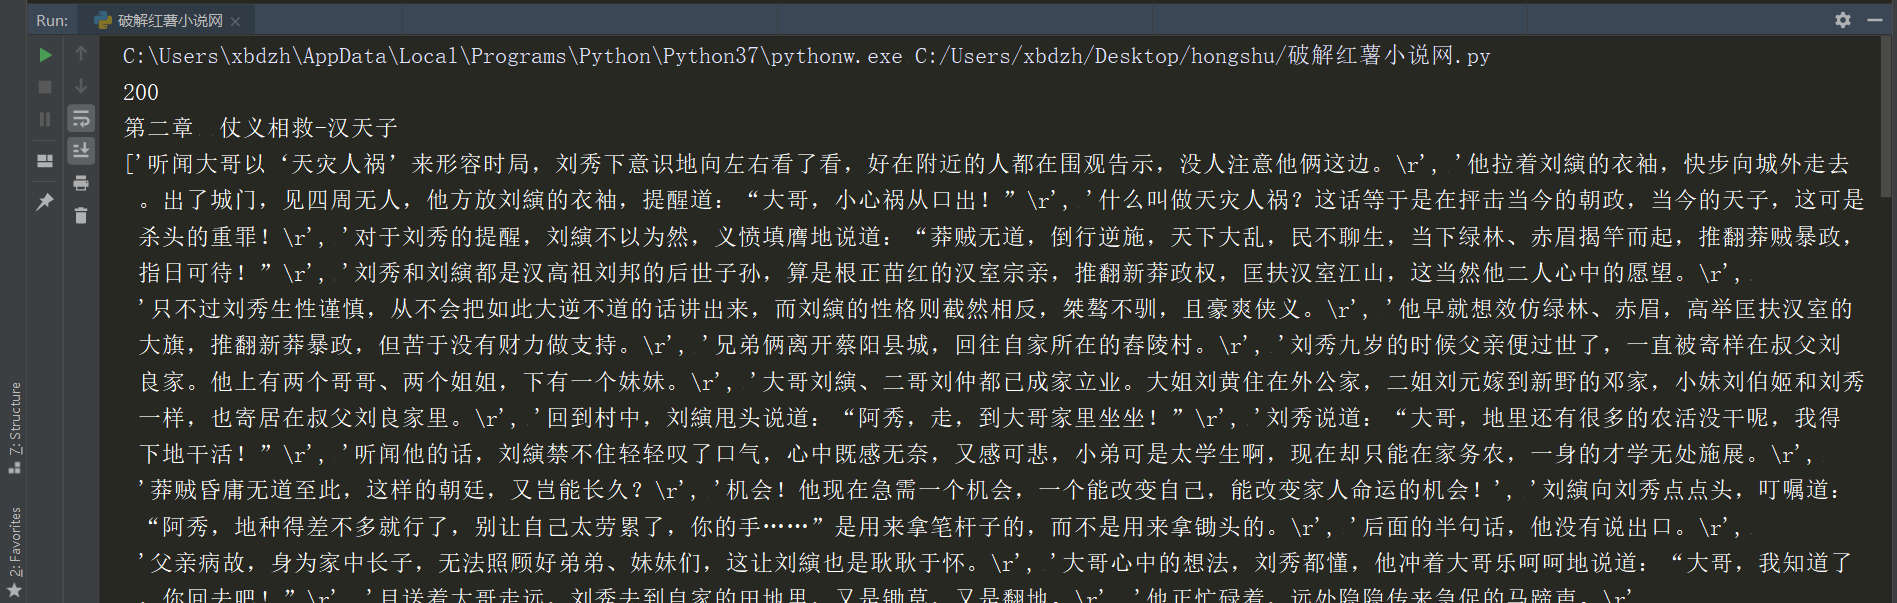 Run: 破解红薯小说网 ×
C:\Users\xbdzh\AppData\Local\Programs\Python\Python37\pythonw.exe C:/Users/xbdzh/Desktop/hongshu/破解红薯小说网.py
200
第二章 仗义相救-汉天子
['听闻大哥以‘天灾人祸’来形容时局，刘秀下意识地向左右看了看，好在附近的人都在围观告示，没人注意他俩这边。\r', '他拉着刘縯的衣袖，快步向城外走去
。出了城门，见四周无人，他方放刘縯的衣袖，提醒道：“大哥，小心祸从口出！”\r', '什么叫做天灾人祸？这话等于是在抨击当今的朝政，当今的天子，这可是
杀头的重罪！\r', '对于刘秀的提醒，刘縯不以为然，义愤填膺地说道：“莽贼无道，倒行逆施，天下大乱，民不聊生，当下绿林、赤眉揭竿而起，推翻莽贼暴政，
指日可待！”\r', '刘秀和刘縯都是汉高祖刘邦的后世子孙，算是根正苗红的汉室宗亲，推翻新莽政权，匡扶汉室江山，这当然他二人心中的愿望。\r',
'只不过刘秀生性谨慎，从不会把如此大逆不道的话讲出来，而刘縯的性格则截然相反，桀骜不驯，且豪爽侠义。\r', '他早就想效仿绿林、赤眉，高举匡扶汉室的
大旗，推翻新莽暴政，但苦于没有财力做支持。\r', '兄弟俩离开蔡阳县城，回往自家所在的舂陵村。\r', '刘秀九岁的时候父亲便过世了，一直被寄样在叔父刘
良家。他上有两个哥哥、两个姐姐，下有一个妹妹。\r', '大哥刘縯、二哥刘仲都已成家立业。大姐刘黄住在外公家，二姐刘元嫁到新野的邓家，小妹刘伯姬和刘秀
一样，也寄居在叔父刘良家里。\r', '回到村中，刘縯甩头说道：“阿秀，走，到大哥家里坐坐！”\r', '刘秀说道：“大哥，地里还有很多的农活没干呢，我得
下地干活！”\r', '听闻他的话，刘縯禁不住轻轻叹了口气，心中既感无奈，又感可悲，小弟可是太学生啊，现在却只能在家务农，一身的才学无处施展。\r',
'莽贼昏庸无道至此，这样的朝廷，又岂能长久？\r', '机会！他现在急需一个机会，一个能改变自己，能改变家人命运的机会！', '刘縯向刘秀点点头，叮嘱道：
“阿秀，地种得差不多就行了，别让自己太劳累了，你的手……”是用来拿笔杆子的，而不是用来拿锄头的。\r', '后面的半句话，他没有说出口。\r',
'父亲病故，身为家中长子，无法照顾好弟弟、妹妹们，这让刘縯也是耿耿于怀。\r', '大哥心中的想法，刘秀都懂，他冲着大哥乐呵呵地说道：“大哥，我知道了
，你回去吧！”\r', '目送着大哥走远，刘秀去到自家的田地里，又是锄草，又是翻地。\r', '他正忙碌着，远处隐隐传来急促的马蹄声。\r'
7: Structure
2: Favorites